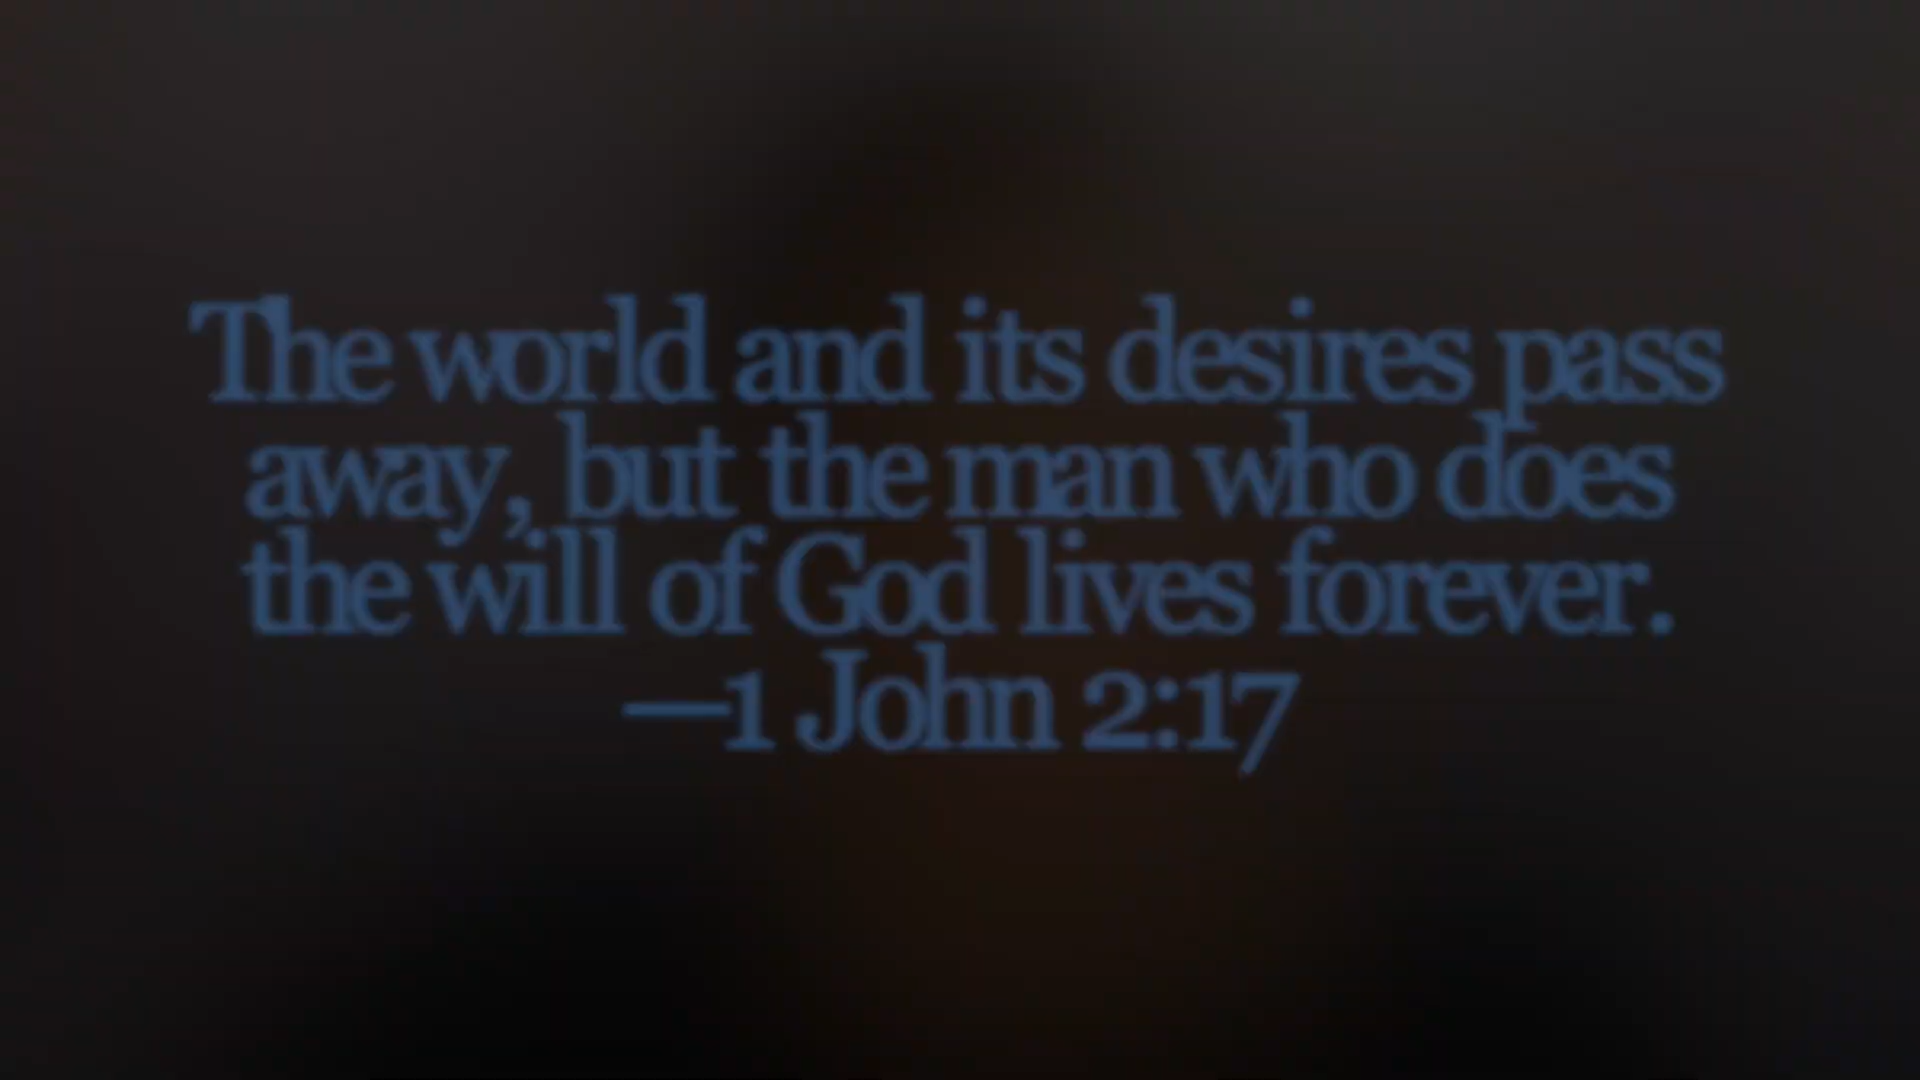 The world and its desires pass
away, but the man who does
the will of God lives forever.
—1 John 2:17